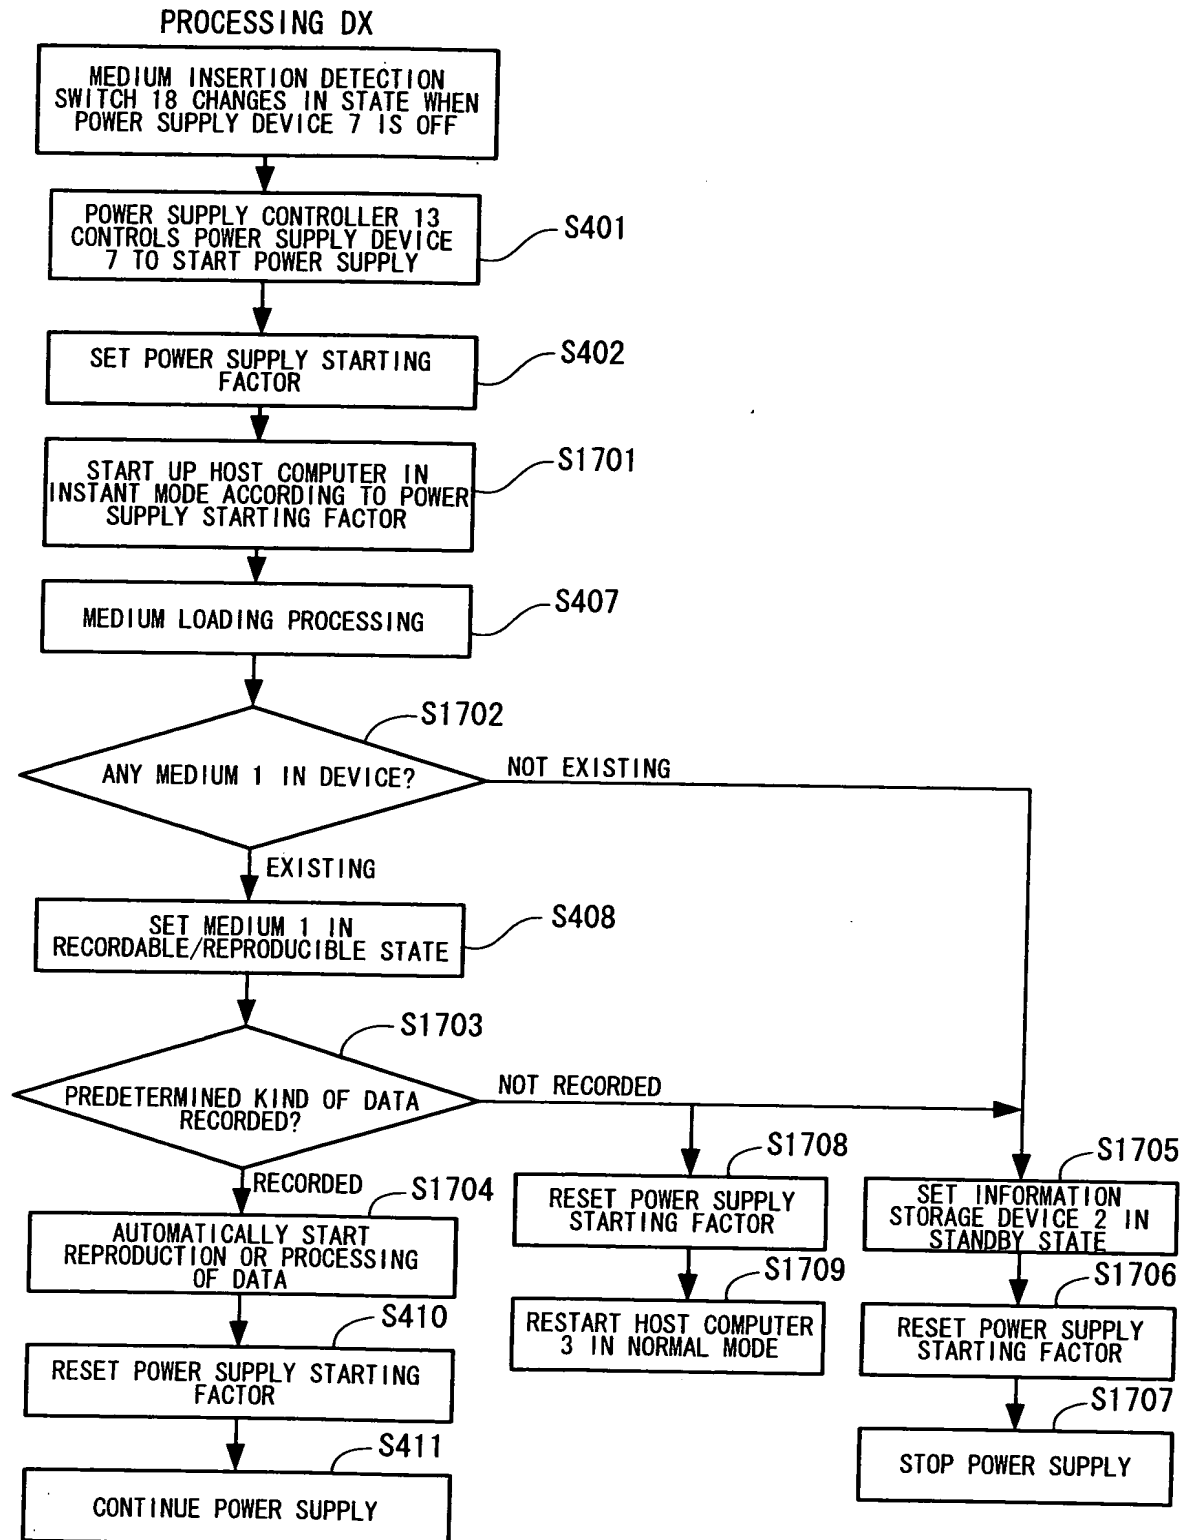 PROCESSING DX
MEDIUM INSERTION DETECTION
SWITCH 18 CHANGES IN STATE WHEN
POWER SUPPLY DEVICE 7 IS OFF
POWER SUPPLY CONTROLLER 13
CONTROLS POWER SUPPLY DEVICE
7 TO START POWER SUPPLY
S401
SET POWER SUPPLY STARTING
FACTOR
S402
START UP HOST COMPUTER IN
INSTANT MODE ACCORDING TO POWER
SUPPLY STARTING FACTOR
S1701
MEDIUM LOADING PROCESSING
S407
S1702
ANY MEDIUM 1 IN DEVICE?
NOT EXISTING
EXISTING
SET MEDIUM 1 IN
RECORDABLE/REPRODUCIBLE STATE
S408
S1703
PREDETERMINED KIND OF DATA
RECORDED?
NOT RECORDED
RECORDED
S1704
AUTOMATICALLY START
REPRODUCTION OR PROCESSING
OF DATA
S410
RESET POWER SUPPLY STARTING
FACTOR
S411
CONTINUE POWER SUPPLY
S1708
RESET POWER SUPPLY
STARTING FACTOR
S1709
RESTART HOST COMPUTER
3 IN NORMAL MODE
S1705
SET INFORMATION
STORAGE DEVICE 2 IN
STANDBY STATE
S1706
RESET POWER SUPPLY
STARTING FACTOR
S1707
STOP POWER SUPPLY